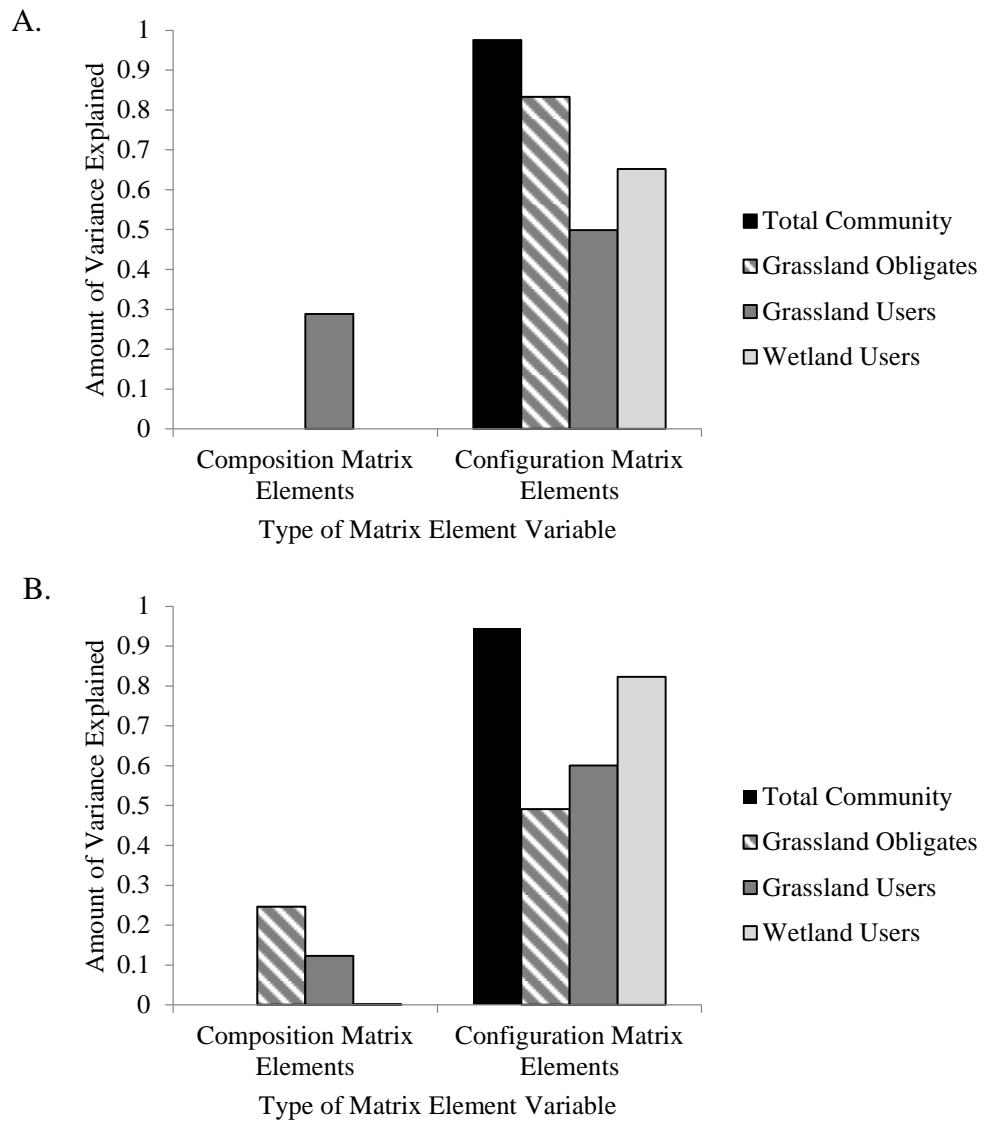 A.
Amount of Variance Explained
1
0.9
0.8
0.7
0.6
0.5
0.4
0.3
0.2
0.1
0
Composition Matrix
Elements
Configuration Matrix
Elements
Type of Matrix Element Variable
Total Community
Grassland Obligates
Grassland Users
Wetland Users
B.
Amount of Variance Explained
1
0.9
0.8
0.7
0.6
0.5
0.4
0.3
0.2
0.1
0
Composition Matrix
Elements
Configuration Matrix
Elements
Type of Matrix Element Variable
Total Community
Grassland Obligates
Grassland Users
Wetland Users